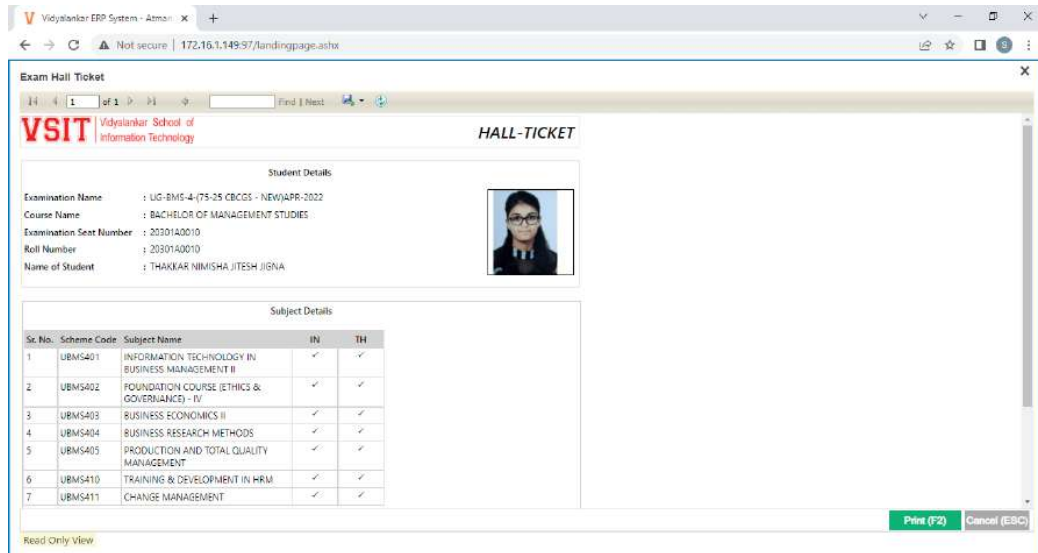 Vidyalankar ERP System - Atman
Not secure | 172.16.1.149:97/landingpage.ashx
S
Exam Hall Ticket
1 of 1 Find | Next
VSIT Vidyalankar School of
Information Technology
HALL-TICKET
Student Details
Examination Name : UG-BMS-4-(75-25 CBCGS - NEW)APR-2022
Course Name : BACHELOR OF MANAGEMENT STUDIES
Examination Seat Number : 20301A0010
Roll Number : 20301A0010
Name of Student : THAKKAR NIMISHA JITESH JIGNA
Subject Details
Sr. No. Scheme Code Subject Name IN TH
1 UBMS401 INFORMATION TECHNOLOGY IN ✓ ✓
BUSINESS MANAGEMENT II
2 UBMS402 FOUNDATION COURSE (ETHICS & ✓ ✓
GOVERNANCE) - IV
3 UBMS403 BUSINESS ECONOMICS II ✓ ✓
4 UBMS404 BUSINESS RESEARCH METHODS ✓ ✓
5 UBMS405 PRODUCTION AND TOTAL QUALITY ✓ ✓
MANAGEMENT
6 UBMS410 TRAINING & DEVELOPMENT IN HRM ✓ ✓
7 UBMS411 CHANGE MANAGEMENT ✓ ✓
Print (F2) Cancel (ESC)
Read Only View